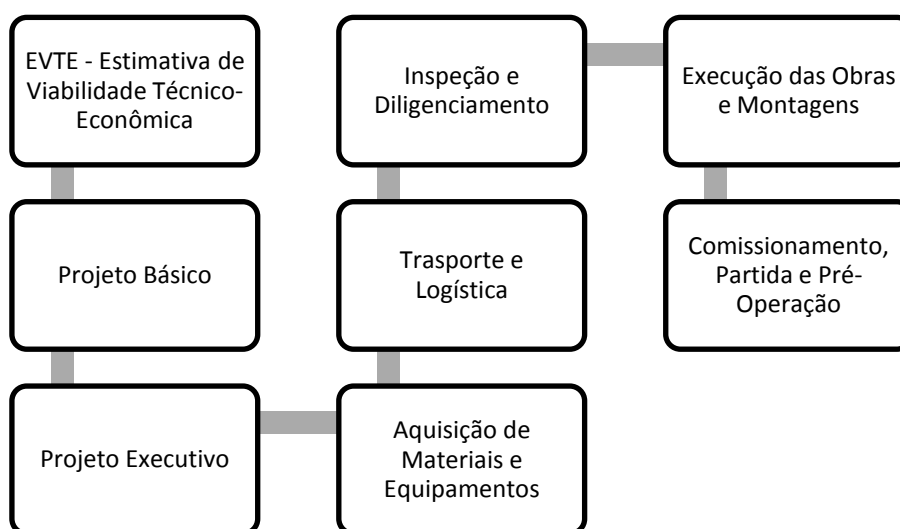 EVTE - Estimativa de
Viabilidade Técnico-
Econômica
Projeto Básico
Projeto Executivo
Aquisição de
Materiais e
Equipamentos
Trasporte e
Logística
Inspeção e
Diligenciamento
Execução das Obras
e Montagens
Comissionamento,
Partida e Pré-
Operação